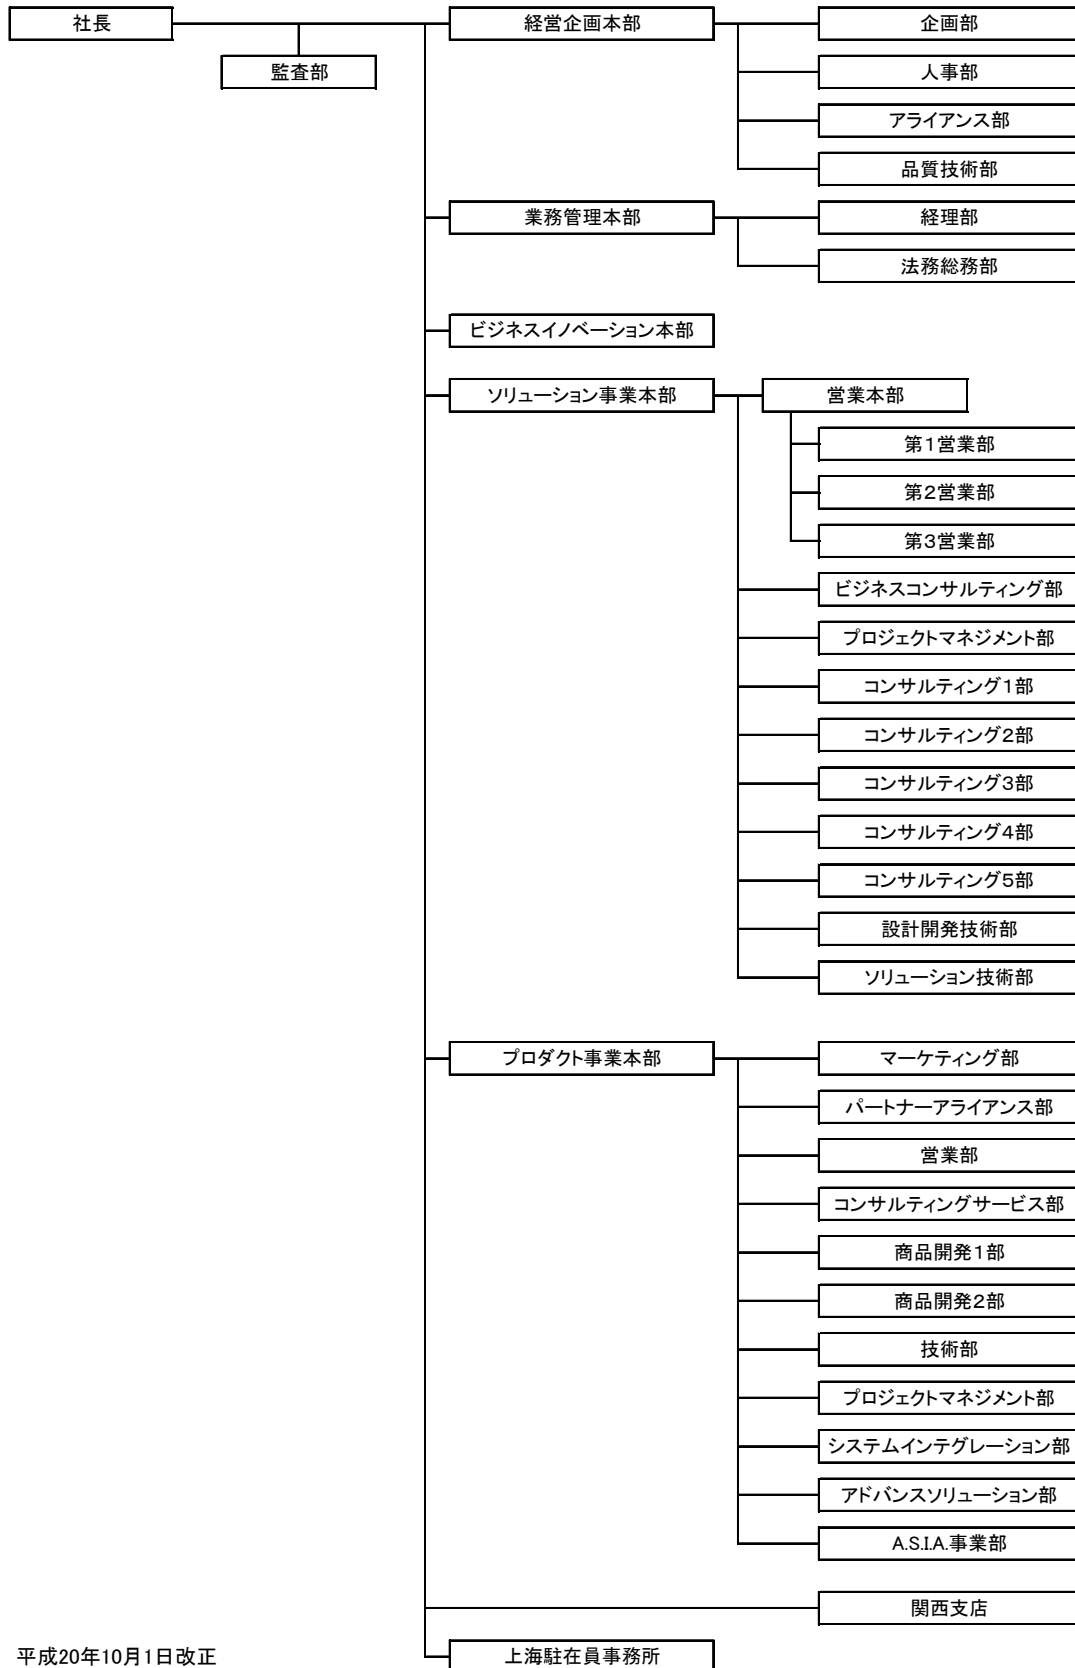 社長
経営企画本部
企画部
監査部
人事部
アライアンス部
品質技術部
業務管理本部
経理部
法務総務部
ビジネスイノベーション本部
ソリューション事業本部
営業本部
第1営業部
第2営業部
第3営業部
ビジネスコンサルティング部
プロジェクトマネジメント部
コンサルティング1部
コンサルティング2部
コンサルティング3部
コンサルティング4部
コンサルティング5部
設計開発技術部
ソリューション技術部
プロダクト事業本部
マーケティング部
パートナーアライアンス部
営業部
コンサルティングサービス部
商品開発1部
商品開発2部
技術部
プロジェクトマネジメント部
システムインテグレーション部
アドバンスソリューション部
A.S.I.A.事業部
関西支店
平成20年10月1日改正
上海駐在員事務所